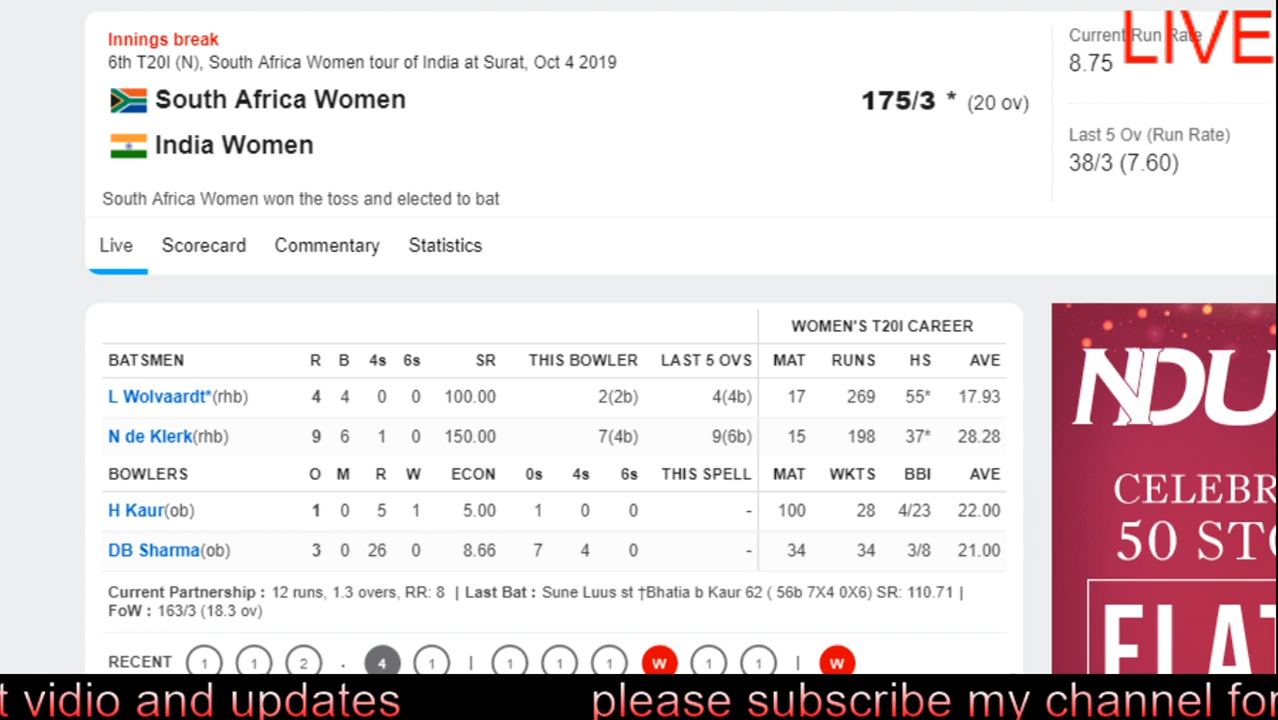 Innings break
6th T20I (N), South Africa Women tour of India at Surat, Oct 4 2019
South Africa Women 175/3 * (20 ov)
India Women
South Africa Women won the toss and elected to bat
Current Run Rate
8.75
LIVE
Last 5 Ov (Run Rate)
38/3 (7.60)
Live Scorecard Commentary Statistics
WOMEN'S T20I CAREER
BATSMEN R B 4s 6s SR THIS BOWLER LAST 5 OVS MAT RUNS HS AVE
L Wolvaardt*(rhb) 4 4 0 0 100.00 2(2b) 4(4b) 17 269 55* 17.93
N de Klerk(rhb) 9 6 1 0 150.00 7(4b) 9(6b) 15 198 37* 28.28
BOWLERS O M R W ECON 0s 4s 6s THIS SPELL MAT WKTS BBI AVE
H Kaur(ob) 1 0 5 1 5.00 1 0 0 - 100 28 4/23 22.00
DB Sharma(ob) 3 0 26 0 8.66 7 4 0 - 34 34 3/8 21.00
Current Partnership : 12 runs, 1.3 overs, RR: 8 | Last Bat : Sune Luus st †Bhatia b Kaur 62 ( 56b 7X4 0X6) SR: 110.71 |
FoW : 163/3 (18.3 ov)
RECENT 1 1 2 . 4 1 | 1 1 1 W 1 1 | W
NDU
CELEBR
50 STO
FLAT
t vidio and updates please subscribe my channel for